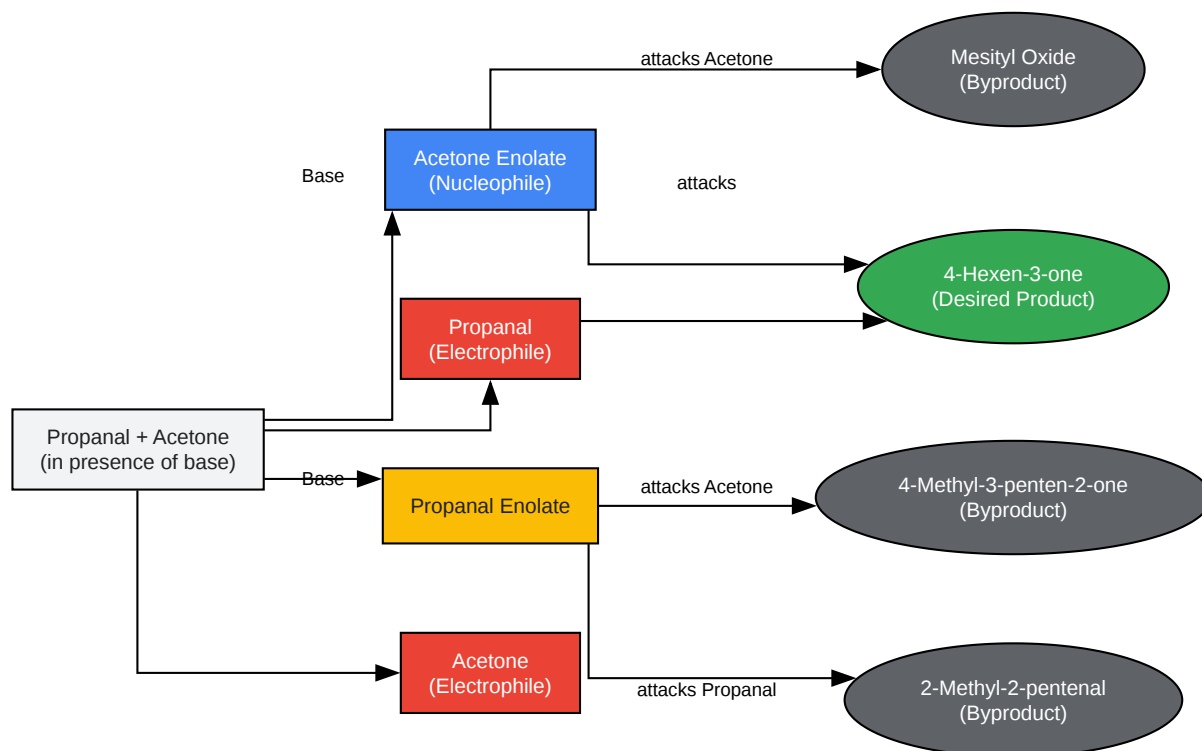 attacks Acetone
Mesityl Oxide
(Byproduct)
Base
Acetone Enolate
(Nucleophile)
attacks
4-Hexen-3-one
(Desired Product)
Propanal
(Electrophile)
Propanal + Acetone
(in presence of base)
Base
Propanal Enolate
attacks Acetone
4-Methyl-3-penten-2-one
(Byproduct)
Acetone
(Electrophile)
attacks Propanal
2-Methyl-2-pentenal
(Byproduct)